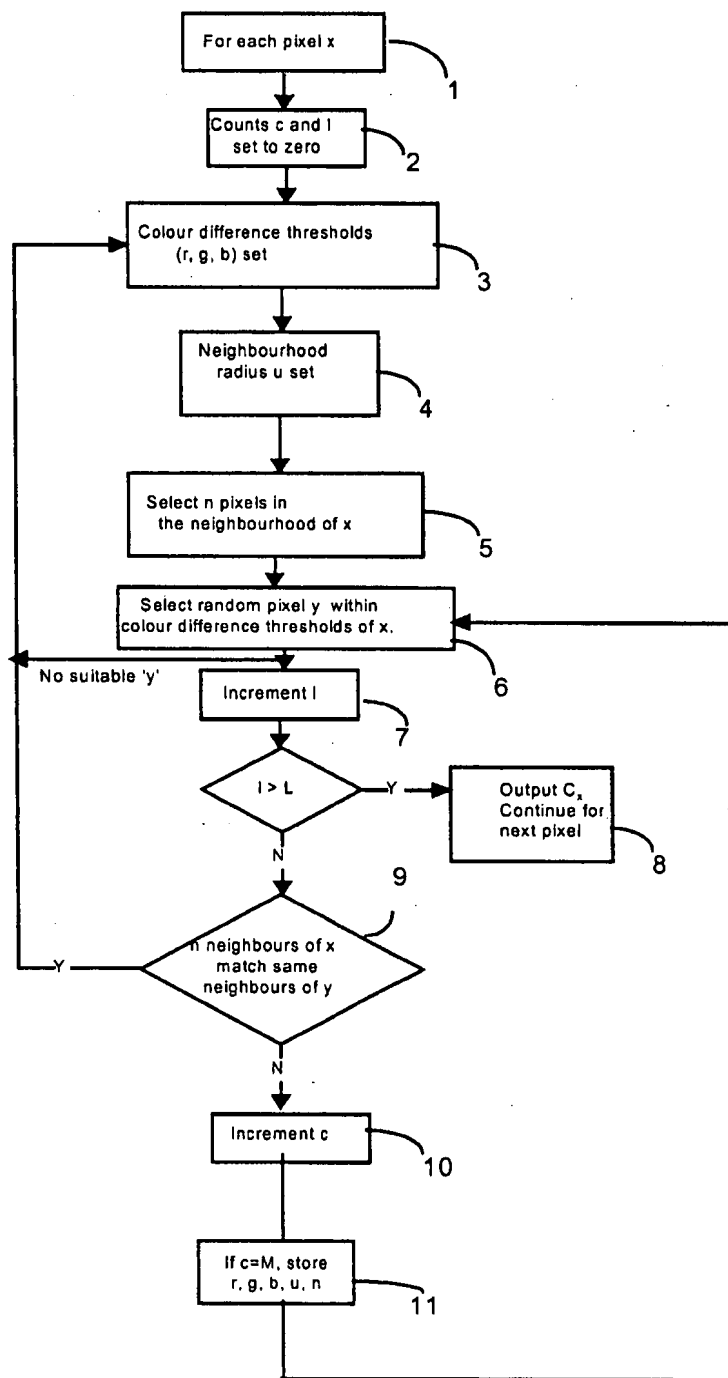 For each pixel x
1
Counts c and I
set to zero
2
Colour difference thresholds
(r, g, b) set
3
Neighbourhood
radius u set
4
Select n pixels in
the neighbourhood of x
5
Select random pixel y within
colour difference thresholds of x.
6
No suitable 'y'
Increment I
7
I > L
Y
Output Cₓ
Continue for
next pixel
8
N
9
n neighbours of x
match same
neighbours of y
Y
N
Increment c
10
If c=M, store
r, g, b, u, n
11